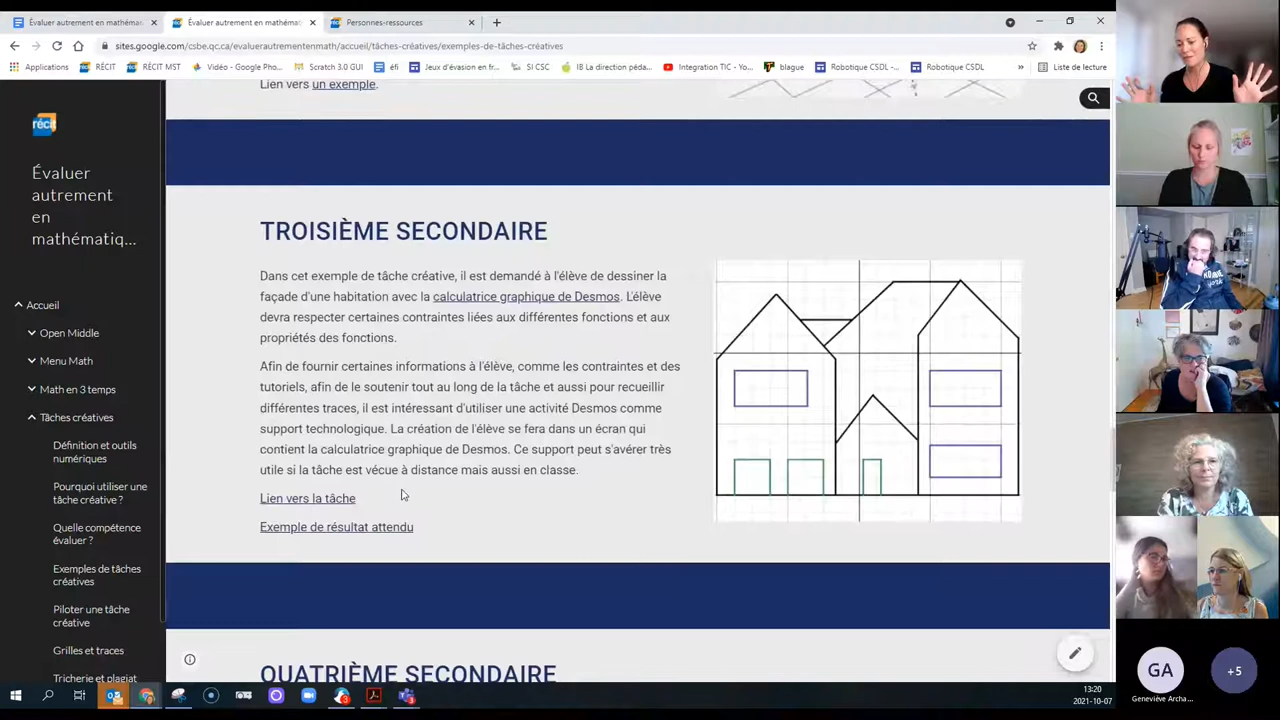 Évaluer autrement en mathémat
Évaluer autrement en mathémat
Personnes-ressources
sites.google.com/csbe.qc.ca/evaluerautrementenmath/accueil/tâches-créatives/exemples-de-tâches-créatives
Applications
RÉCIT
RÉCIT MST
Vidéo - Google Pho...
Scratch 3.0 GUI
éfi
Jeux d'évasion en fr...
SI CSC
IB La direction péda...
Integration TIC - Yo...
blague
Robotique CSDL -...
Robotique CSDL
»
Liste de lecture
récit
Évaluer
autrement
en
mathématiq...
Accueil
Open Middle
Menu Math
Math en 3 temps
Tâches créatives
Définition et outils
numériques
Pourquoi utiliser une
tâche créative ?
Quelle compétence
évaluer ?
Exemples de tâches
créatives
Piloter une tâche
créative
Grilles et traces
Tricherie et plagiat
Lien vers un exemple.
TROISIÈME SECONDAIRE
Dans cet exemple de tâche créative, il est demandé à l'élève de dessiner la
façade d'une habitation avec la calculatrice graphique de Desmos. L'élève
devra respecter certaines contraintes liées aux différentes fonctions et aux
propriétés des fonctions.
Afin de fournir certaines informations à l'élève, comme les contraintes et des
tutoriels, afin de le soutenir tout au long de la tâche et aussi pour recueillir
différentes traces, il est intéressant d'utiliser une activité Desmos comme
support technologique. La création de l'élève se fera dans un écran qui
contient la calculatrice graphique de Desmos. Ce support peut s'avérer très
utile si la tâche est vécue à distance mais aussi en classe.
Lien vers la tâche
Exemple de résultat attendu
QUATRIÈME SECONDAIRE
GA
Geneviève Archa...
+5
13:20
2021-10-07